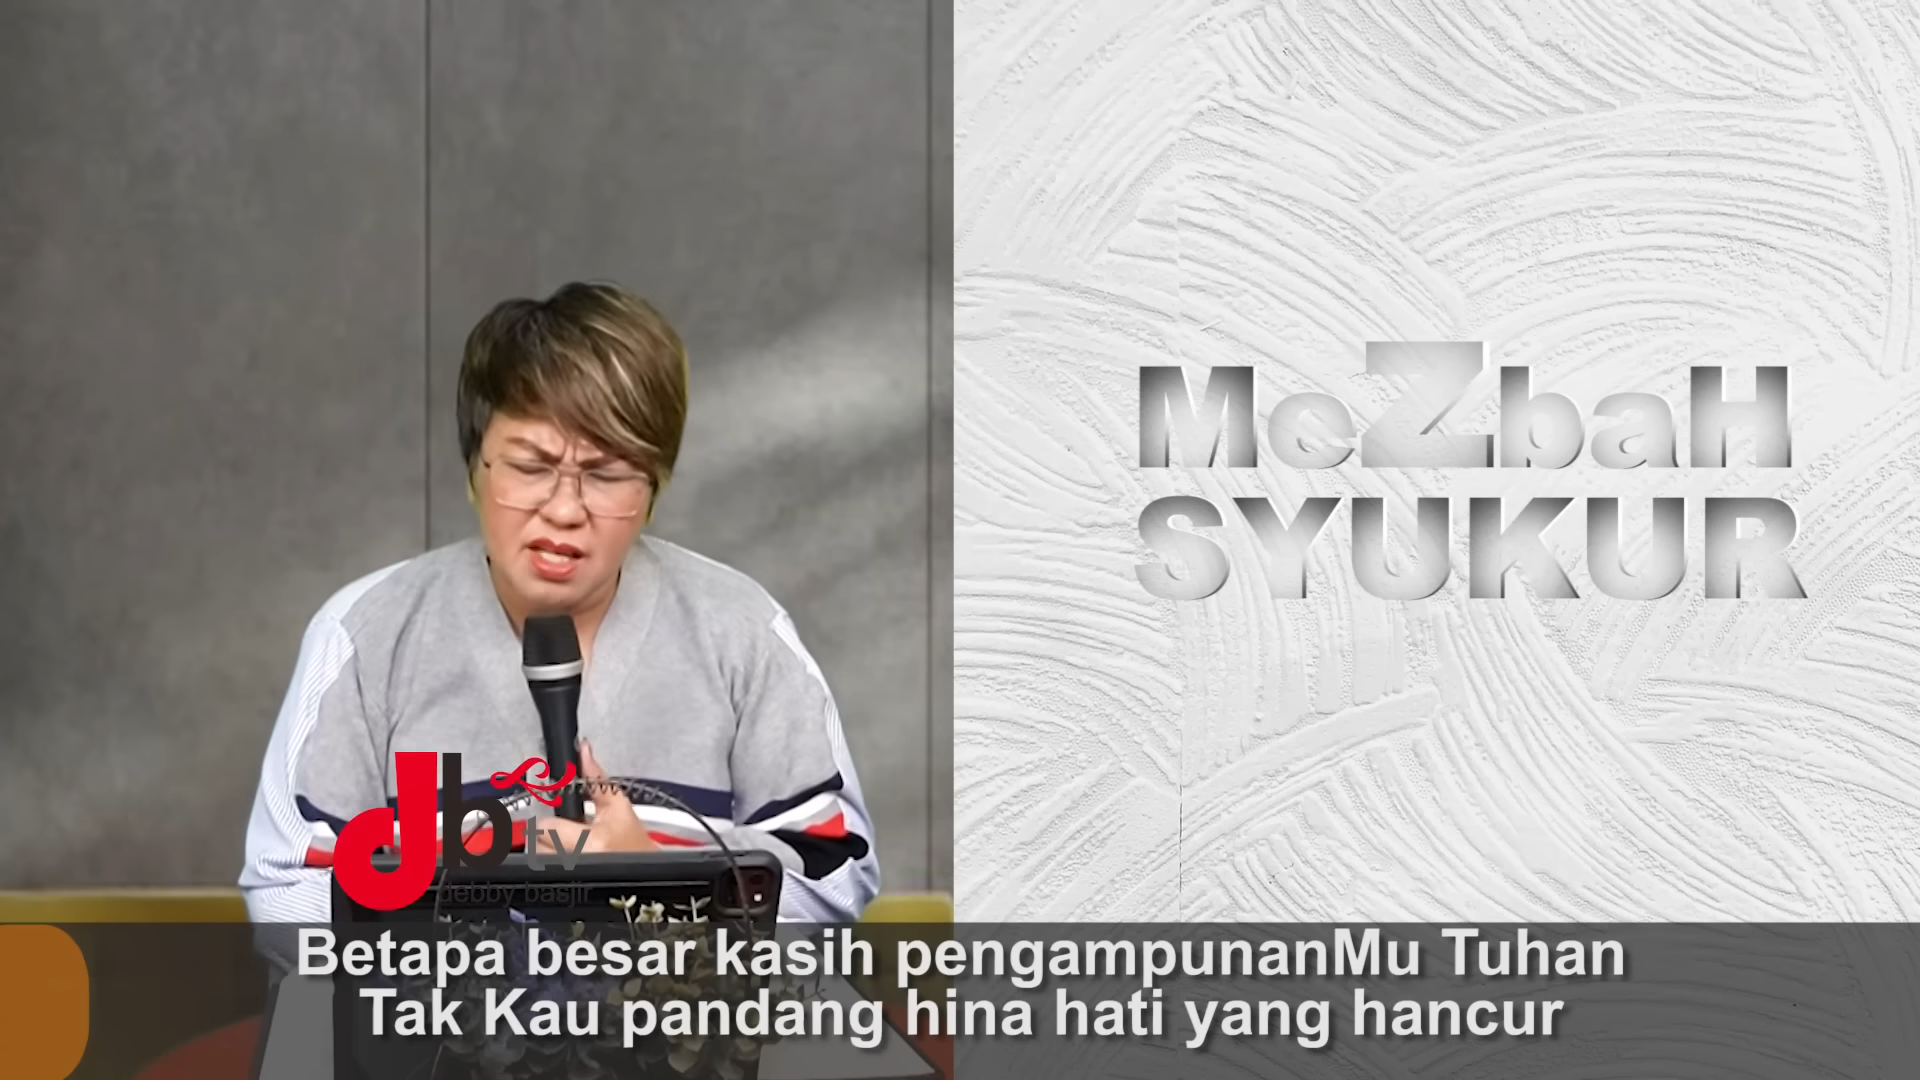 MeZbaH
SYUKUR
db tv
debby basjir
Betapa besar kasih pengampunanMu Tuhan
Tak Kau pandang hina hati yang hancur